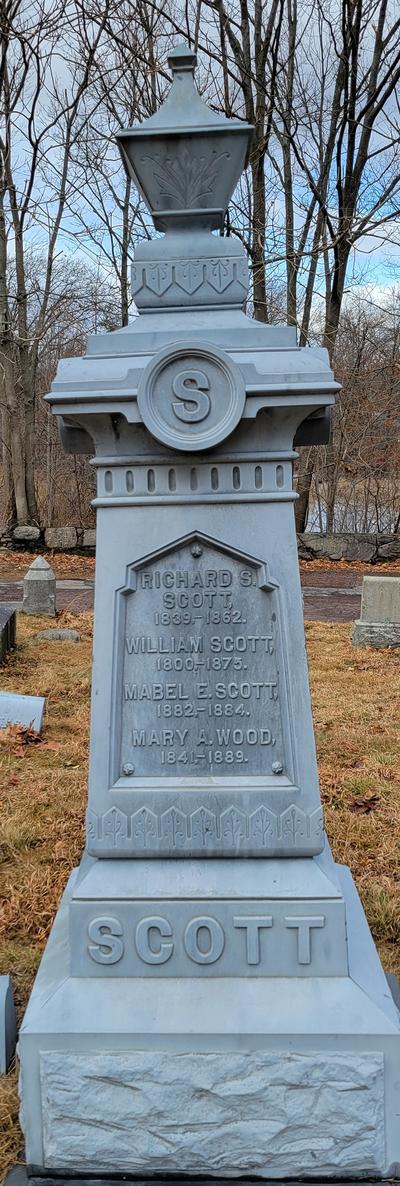 S
RICHARD S.
SCOTT,
1839.-1862.
WILLIAM SCOTT,
1800.-1875.
MABEL E. SCOTT,
1882.-1884.
MARY A. WOOD,
1841.-1889.
SCOTT